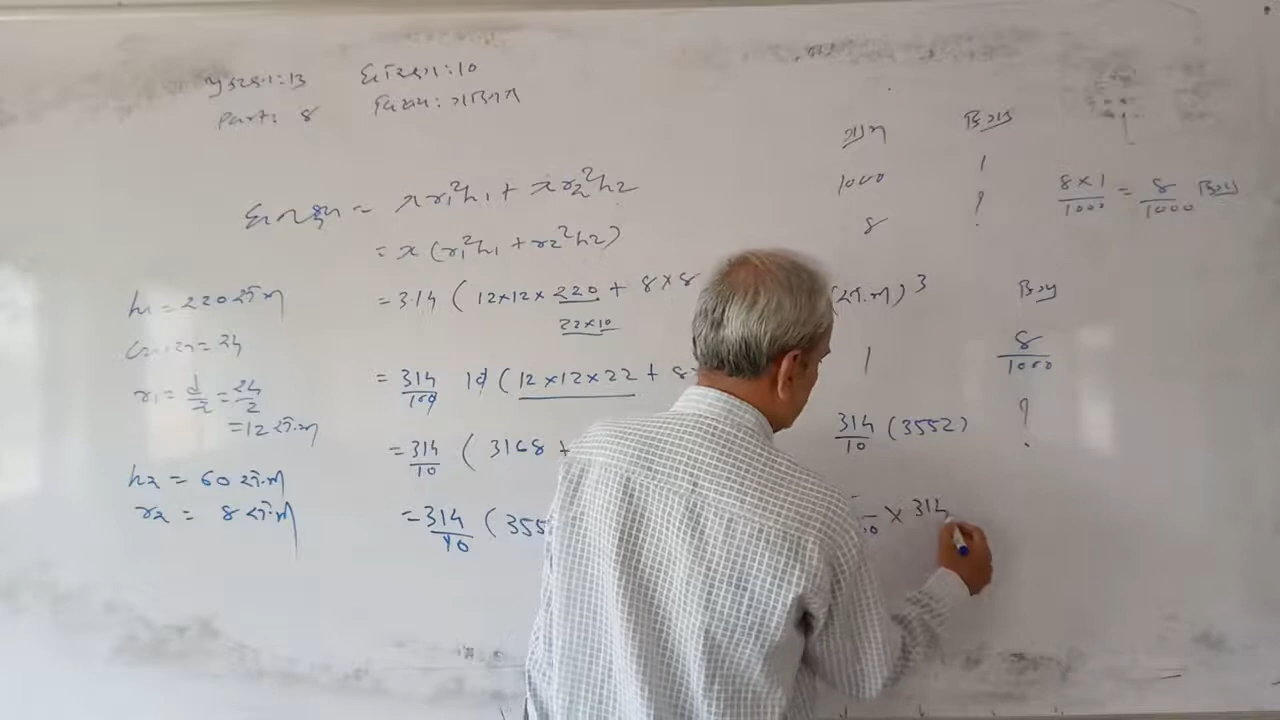 પ્રકરણ: 13 ધોરણ: 10
Part: 8 વિષય: ગણિત
ઘનફળ = πr₁²h₁ + πr₂²h₂
= π (r₁²h₁ + r₂²h₂)
= 3.14 ( 12×12×220 + 8×8
22×10
= 314/100 10 ( 12×12×22 + 8
= 314/10 ( 3168 +
= 314/10 ( 355
h₁ = 220 સે.મી
r₁ = d/2 = 24/2
= 12 સે.મી
h₂ = 60 સે.મી
r₂ = 8 સે.મી
ગ્રામ કિગ્રા
1000 1
8 ?
8×1/1000 = 8/1000 કિગ્રા
(સે.મી)³ કિગ્રા
1 8/1000
314/10 (3552) ?
× 314